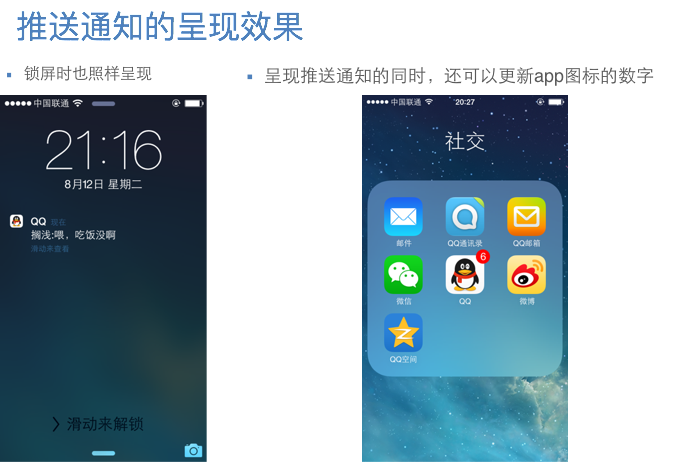 推送通知的呈现效果
锁屏时也照样呈现
呈现推送通知的同时，还可以更新app图标的数字
中国联通
21:16
8月12日 星期二
QQ 现在
搁浅:喂，吃饭没啊
滑动来查看
滑动来解锁
中国联通 20:27
社交
邮件 QQ通讯录 QQ邮箱
6
微信 QQ 微博
QQ空间